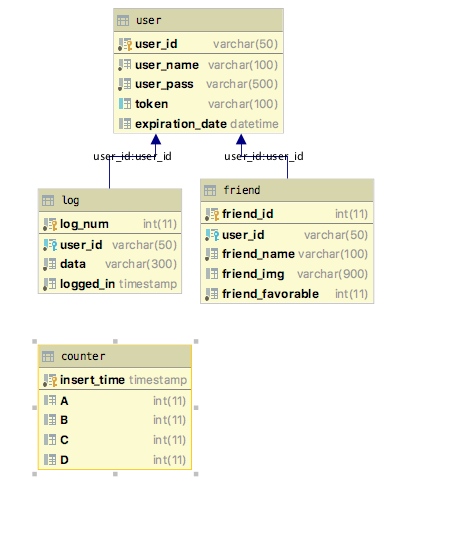 user
user_id varchar(50)
user_name varchar(100)
user_pass varchar(500)
token varchar(100)
expiration_date datetime
user_id:user_id
user_id:user_id
log
log_num int(11)
user_id varchar(50)
data varchar(300)
logged_in timestamp
friend
friend_id int(11)
user_id varchar(50)
friend_name varchar(100)
friend_img varchar(900)
friend_favorable int(11)
counter
insert_time timestamp
A int(11)
B int(11)
C int(11)
D int(11)